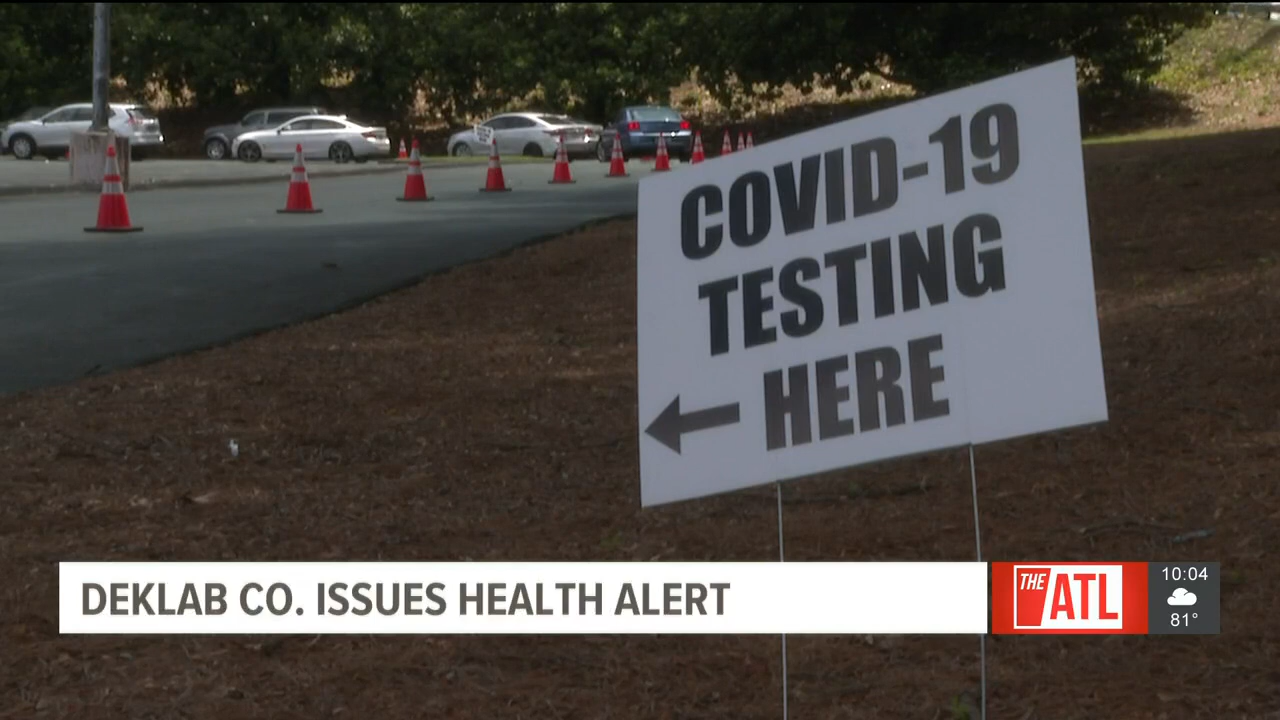 COVID-19
TESTING
HERE
DEKLAB CO. ISSUES HEALTH ALERT
THE ATL
10:04
81°